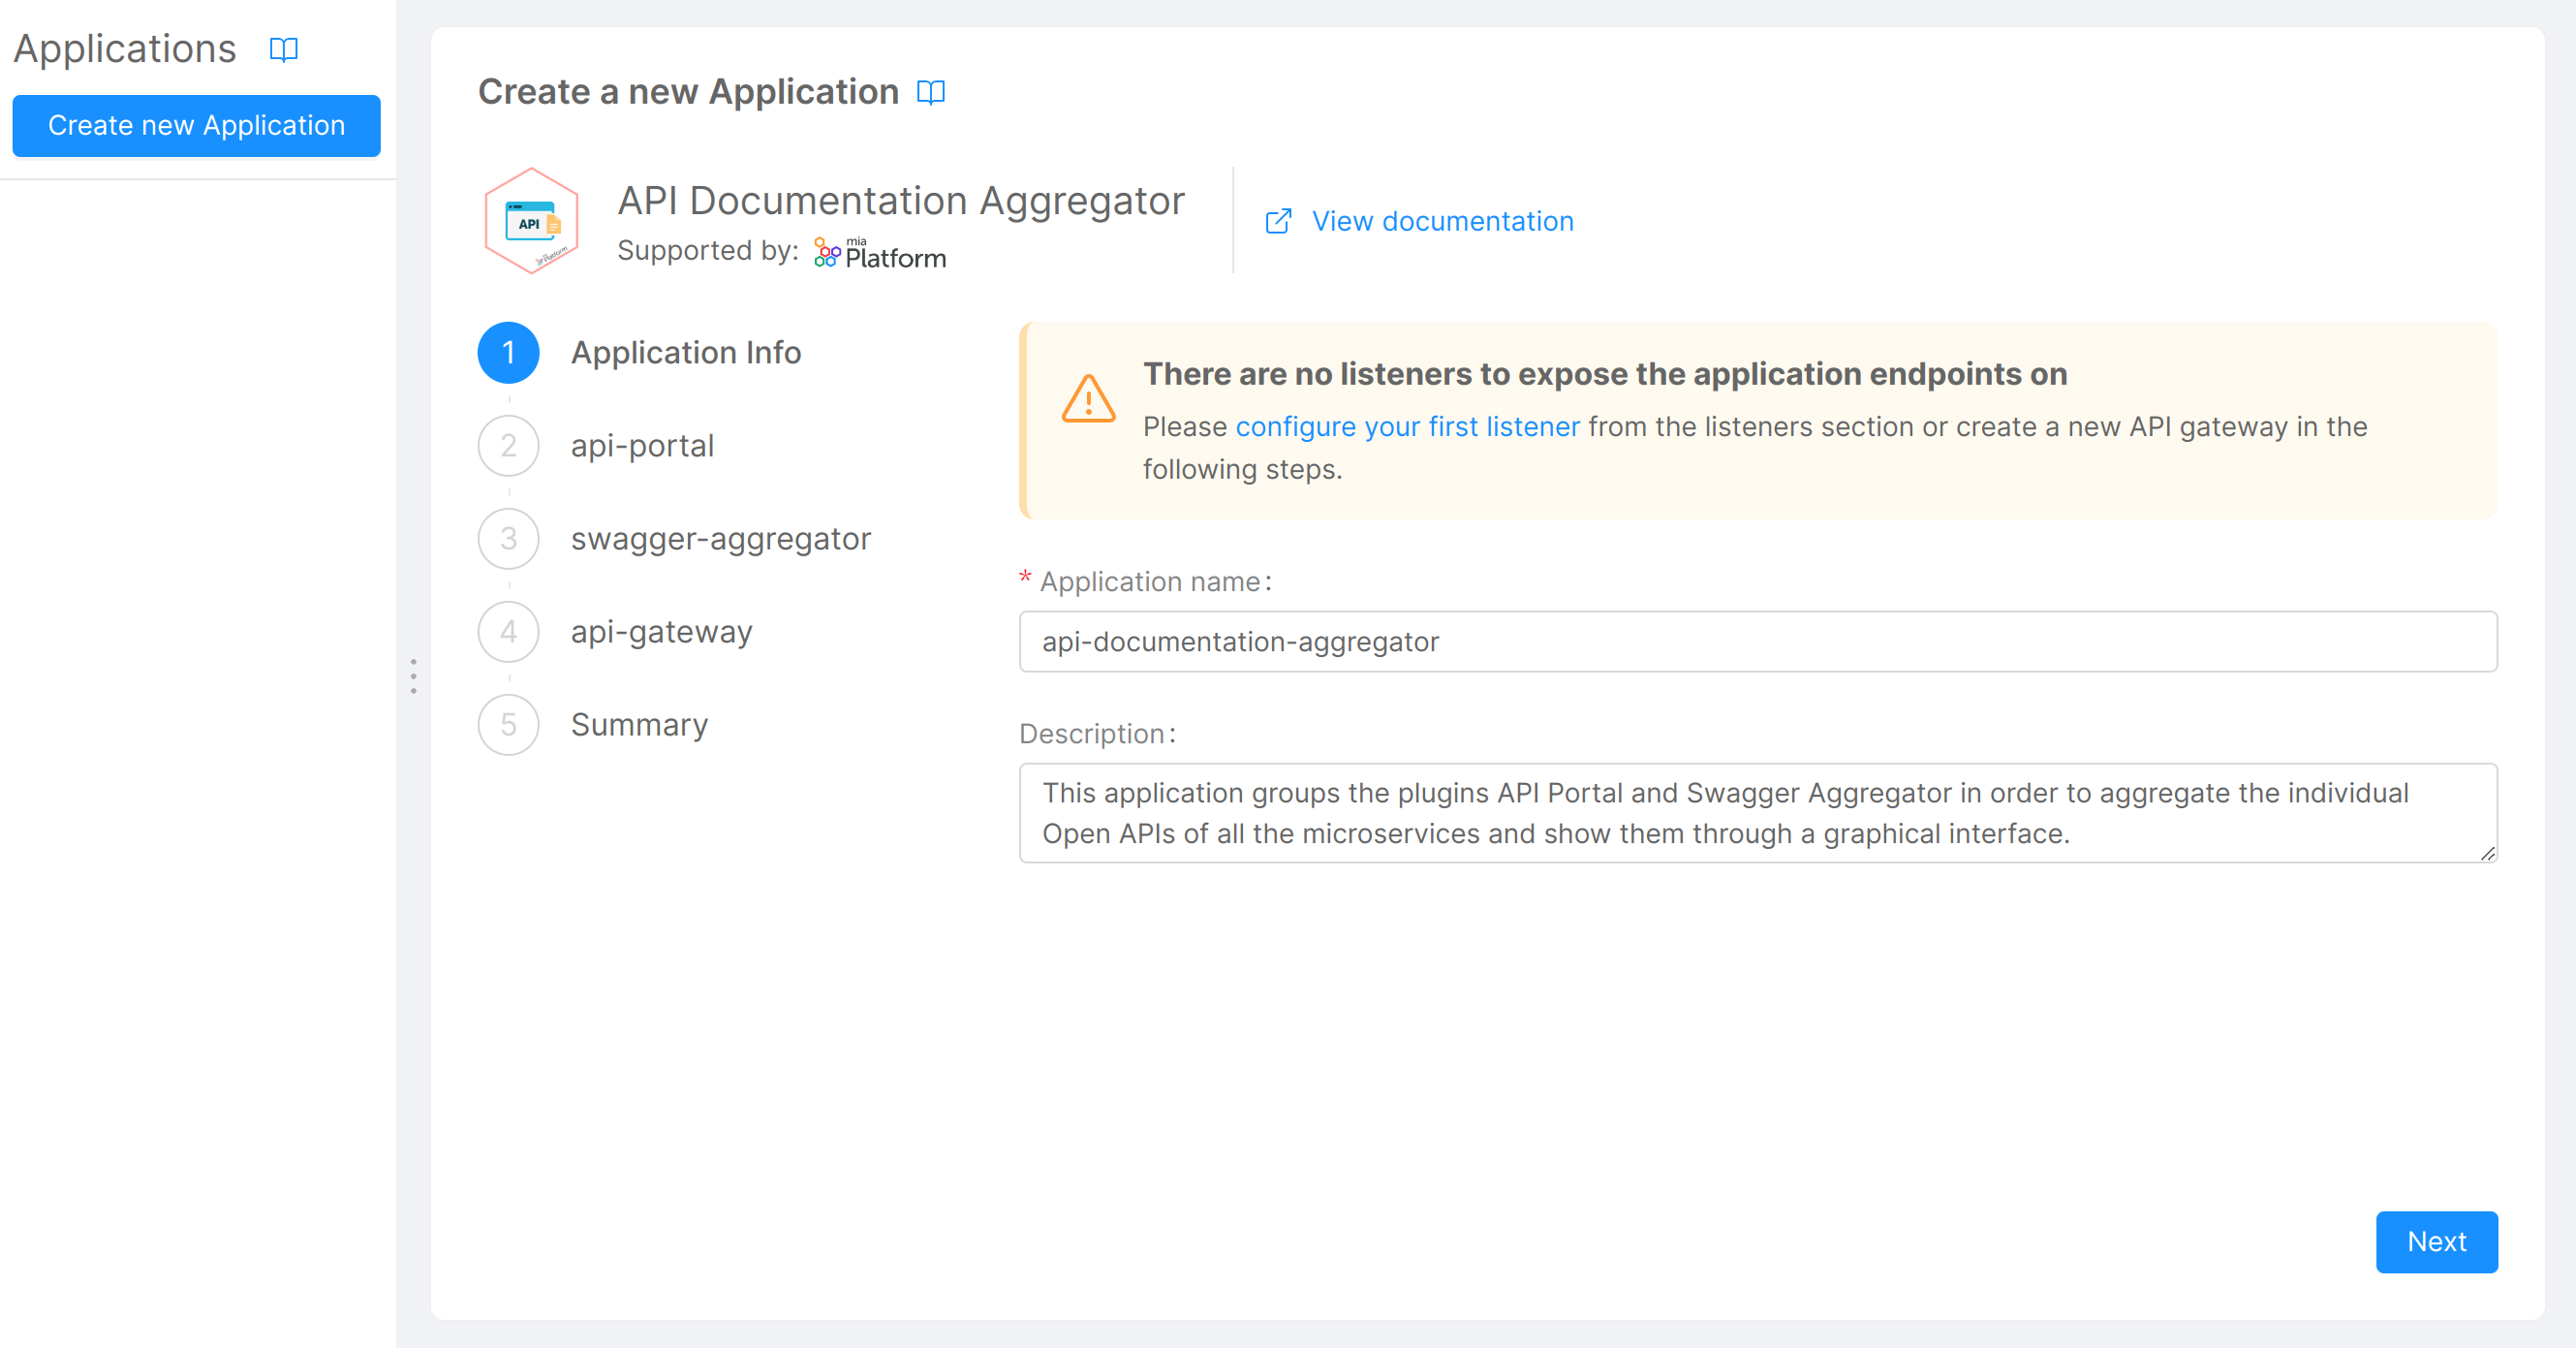 Applications
Create new Application
Create a new Application
API
Platform
API Documentation Aggregator
Supported by: mia Platform
View documentation
1 Application Info
2 api-portal
3 swagger-aggregator
4 api-gateway
5 Summary
There are no listeners to expose the application endpoints on
Please configure your first listener from the listeners section or create a new API gateway in the
following steps.
* Application name:
api-documentation-aggregator
Description:
This application groups the plugins API Portal and Swagger Aggregator in order to aggregate the individual
Open APIs of all the microservices and show them through a graphical interface.
Next